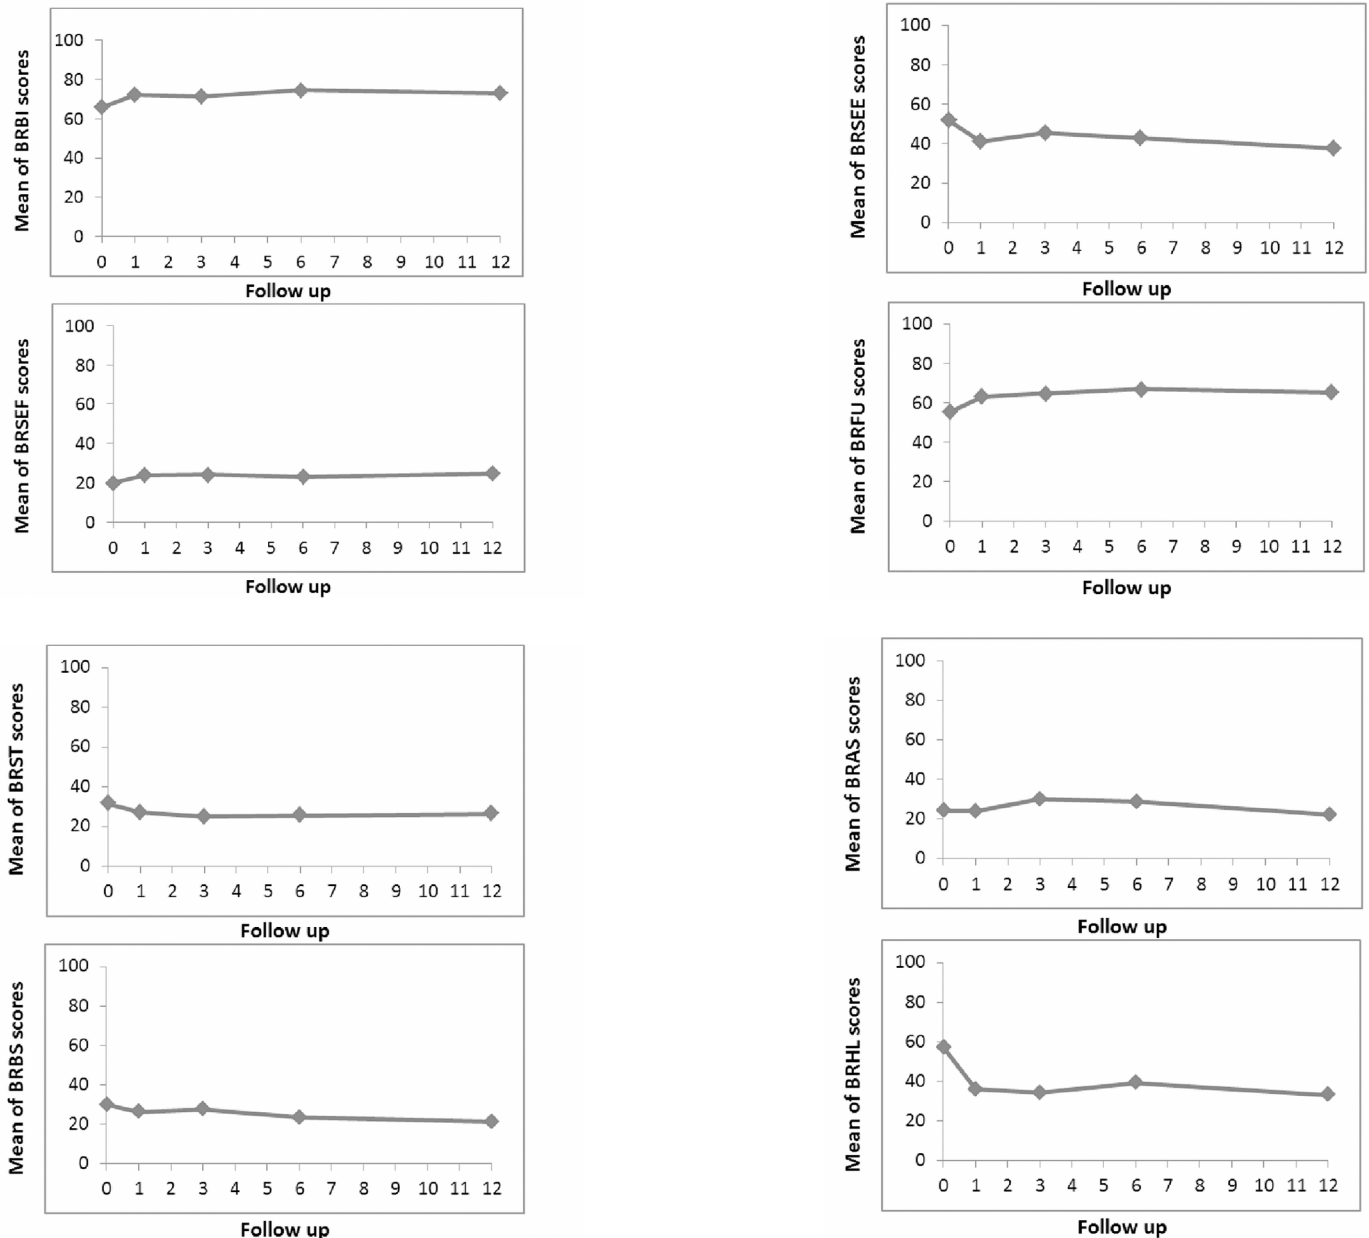 Mean of BRBI scores
100
80
60
40
20
0
0 1 2 3 4 5 6 7 8 9 10 11 12
Follow up
Mean of BRSEE scores
100
80
60
40
20
0
0 1 2 3 4 5 6 7 8 9 10 11 12
Follow up
Mean of BRSEF scores
100
80
60
40
20
0
0 1 2 3 4 5 6 7 8 9 10 11 12
Follow up
Mean of BRFU scores
100
80
60
40
20
0
0 1 2 3 4 5 6 7 8 9 10 11 12
Follow up
Mean of BRST scores
100
80
60
40
20
0
0 1 2 3 4 5 6 7 8 9 10 11 12
Follow up
Mean of BRAS scores
100
80
60
40
20
0
0 1 2 3 4 5 6 7 8 9 10 11 12
Follow up
Mean of BRBS scores
100
80
60
40
20
0
0 1 2 3 4 5 6 7 8 9 10 11 12
Follow up
Mean of BRHL scores
100
80
60
40
20
0
0 1 2 3 4 5 6 7 8 9 10 11 12
Follow up